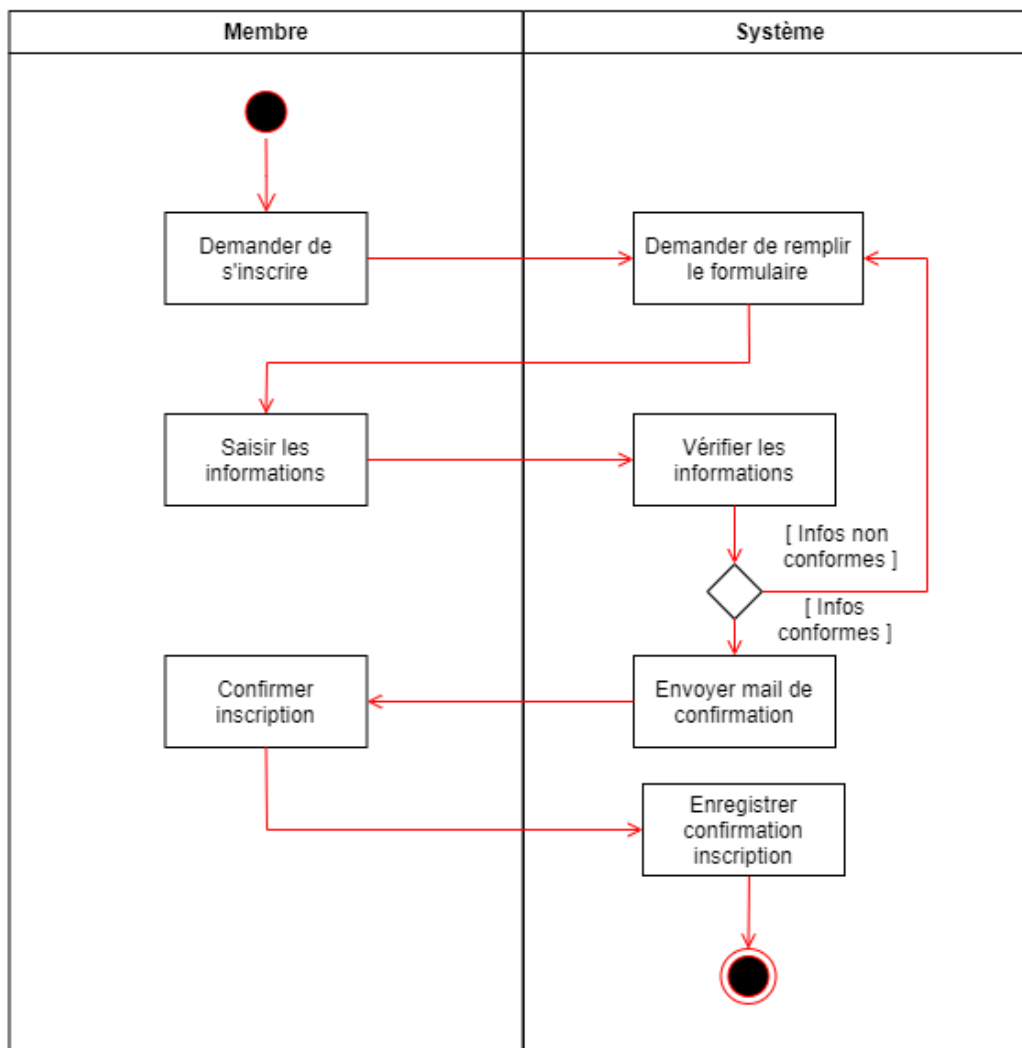 Membre
Système
Demander de
s'inscrire
Demander de remplir
le formulaire
Saisir les
informations
Vérifier les
informations
[ Infos non
conformes ]
[ Infos
conformes ]
Confirmer
inscription
Envoyer mail de
confirmation
Enregistrer
confirmation
inscription